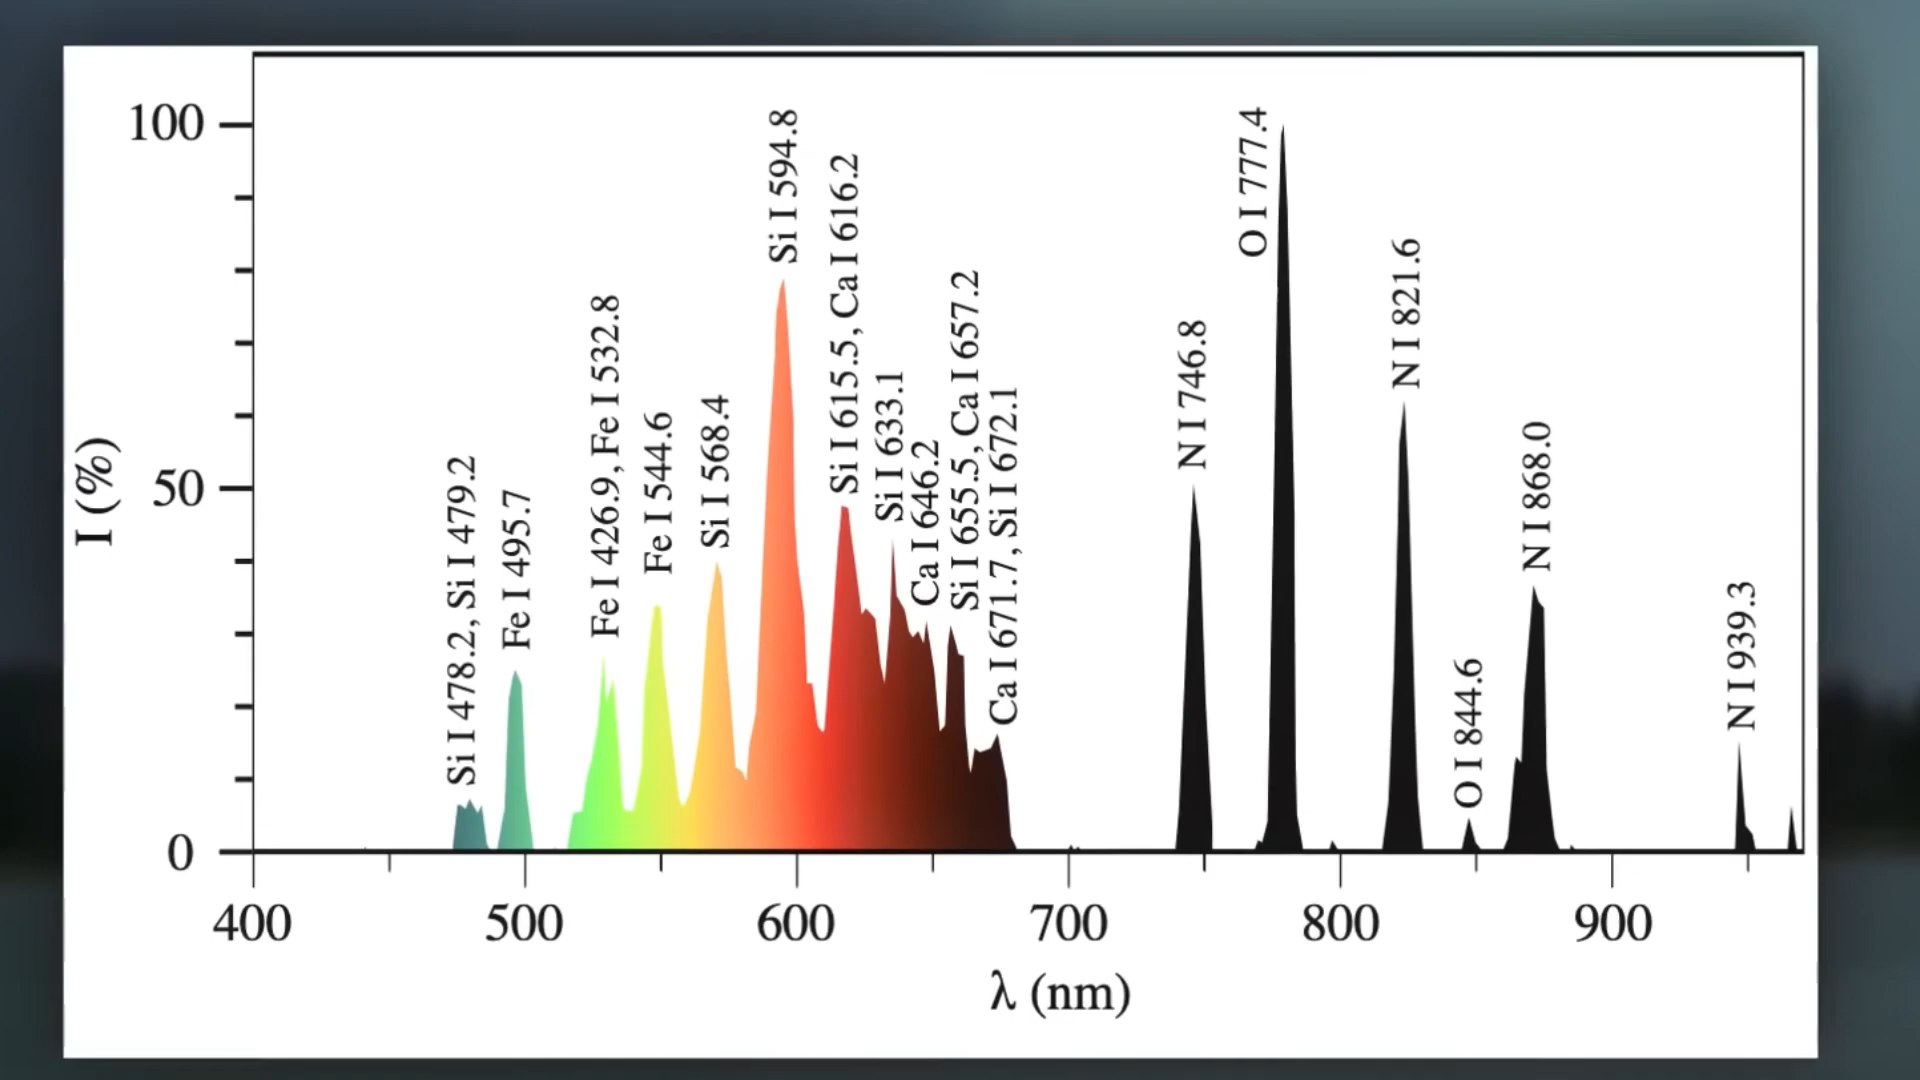 100
50
0
I (%)
Si I 478.2, Si I 479.2
Fe I 495.7
Fe I 426.9, Fe I 532.8
Fe I 544.6
Si I 568.4
Si I 594.8
Si I 615.5, Ca I 616.2
Si I 633.1
Ca I 646.2
Si I 655.5, Ca I 657.2
Ca I 671.7, Si I 672.1
N I 746.8
O I 777.4
N I 821.6
O I 844.6
N I 868.0
N I 939.3
400 500 600 700 800 900
λ (nm)